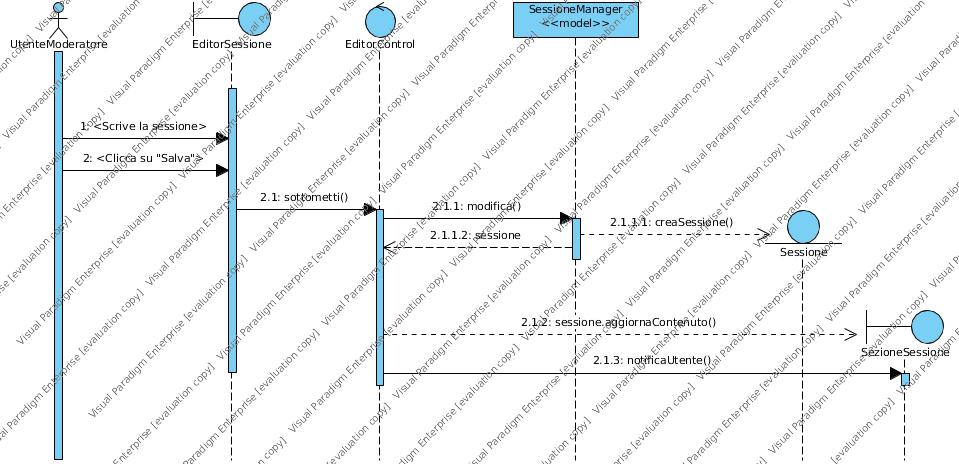 SessioneManager
<<model>>
UtenteModeratore
EditorSessione
EditorControl
1: <Scrive la sessione>
2: <Clicca su "Salva">
2.1: sottometti()
2.1.1: modifica()
2.1.1.1: creaSessione()
2.1.1.2: sessione
Sessione
2.1.2: sessione.aggiornaContenuto()
SezioneSessione
2.1.3: notificaUtente()
Visual Paradigm Enterprise [evaluation copy]